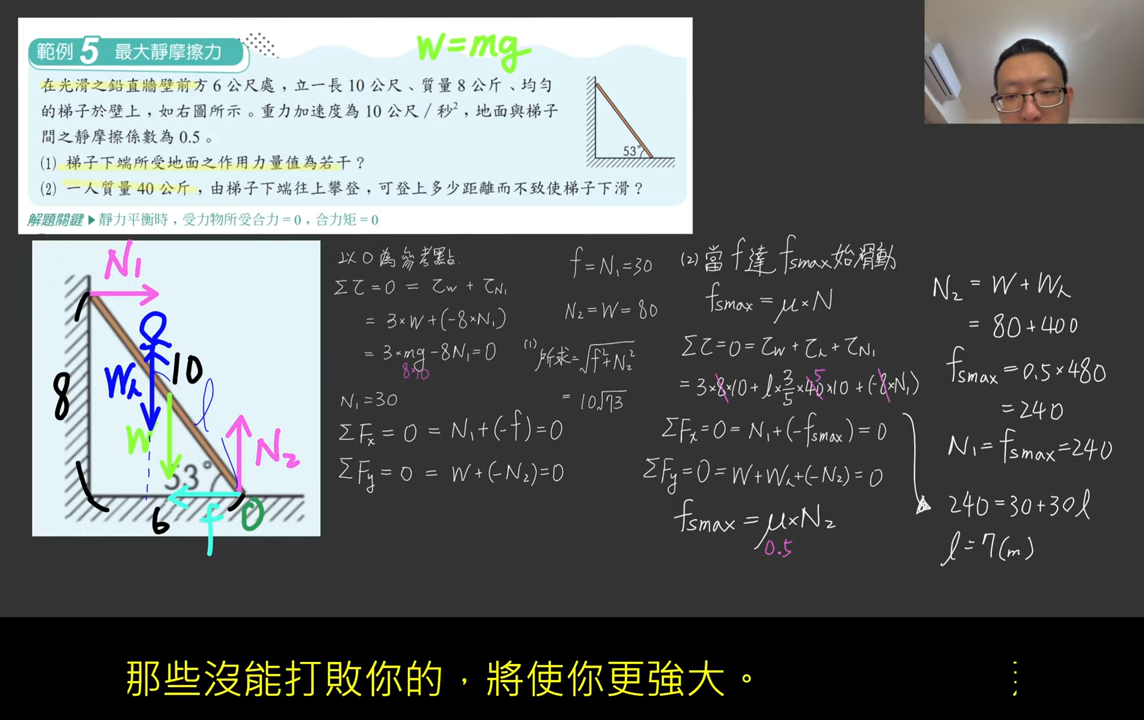 範例5 最大靜摩擦力
W=mg
在光滑之鉛直牆壁前方 6 公尺處，立一長 10 公尺、質量 8 公斤、均勻
的梯子於壁上，如右圖所示。重力加速度為 10 公尺／秒²，地面與梯子
間之靜摩擦係數為 0.5。
(1) 梯子下端所受地面之作用力量值為若干？
(2) 一人質量 40 公斤，由梯子下端往上攀登，可登上多少距離而不致使梯子下滑？
解題關鍵▶靜力平衡時，受力物所受合力=0，合力矩=0
53°
N₁
10
8
Wₖ
W
l
N₂
53°
6
f
O
以O為參考點.
Στ=0 = τw + τN₁
= 3×W+(-8×N₁)
= 3×mg-8N₁=0
8×10
N₁=30
ΣFx=0 = N₁+(-f)=0
ΣFy=0 = W+(-N₂)=0
f=N₁=30
N₂=W=80
(1) 所求=√f²+N₂²
= 10√73
(2) 當f達fsmax始滑動
fsmax=μ×N
Στ=0=τw+τₖ+τN₁
= 3×8×10+l×3/5×40×10+(-8×N₁)
5
ΣFx=0= N₁+(-fsmax)=0
ΣFy=0=W+Wₖ+(-N₂)=0
fsmax=μ×N₂
0.5
N₂ = W+Wₖ
= 80+400
fsmax=0.5×480
=240
N₁=fsmax=240
240=30+30l
l=7(m)
那些沒能打敗你的，將使你更強大。